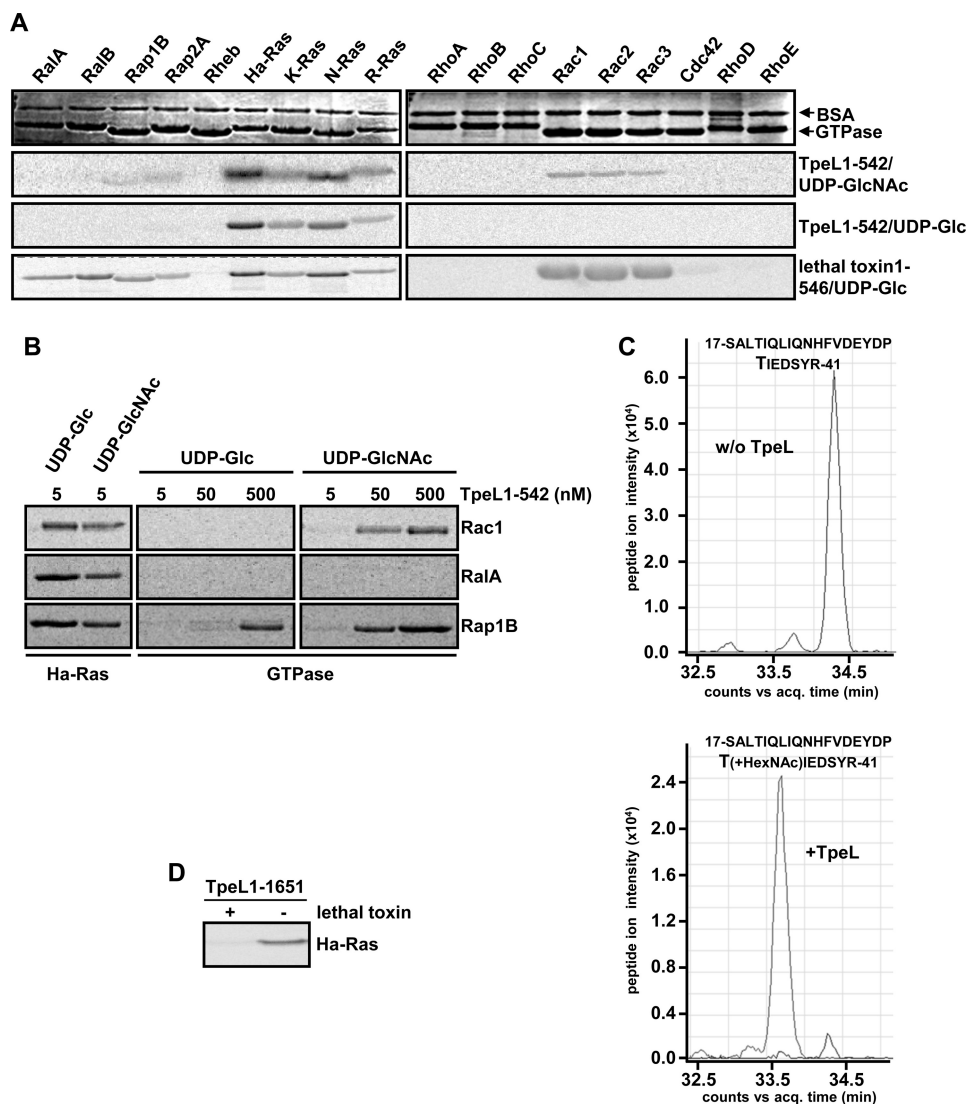 A
RalA RalB Rap1B Rap2A Rheb Ha-Ras K-Ras N-Ras R-Ras RhoA RhoB RhoC Rac1 Rac2 Rac3 Cdc42 RhoD RhoE
BSA
GTPase
TpeL1-542/
UDP-GlcNAc
TpeL1-542/UDP-Glc
lethal toxin1-
546/UDP-Glc
B
UDP-Glc UDP-GlcNAc
UDP-Glc UDP-GlcNAc
5 5 5 50 500 5 50 500 TpeL1-542 (nM)
Rac1
RalA
Rap1B
Ha-Ras GTPase
C
17-SALTIQLIQNHFVDEYDP
TIEDSYR-41
w/o TpeL
peptide ion intensity (x10⁴)
6.0
5.0
4.0
3.0
2.0
1.0
0.0
32.5 33.5 34.5
counts vs acq. time (min)
17-SALTIQLIQNHFVDEYDP
T(+HexNAc)IEDSYR-41
+TpeL
peptide ion intensity (x10⁴)
2.4
2.0
1.6
1.2
0.8
0.4
0.0
32.5 33.5 34.5
counts vs acq. time (min)
D
TpeL1-1651
+ - lethal toxin
Ha-Ras